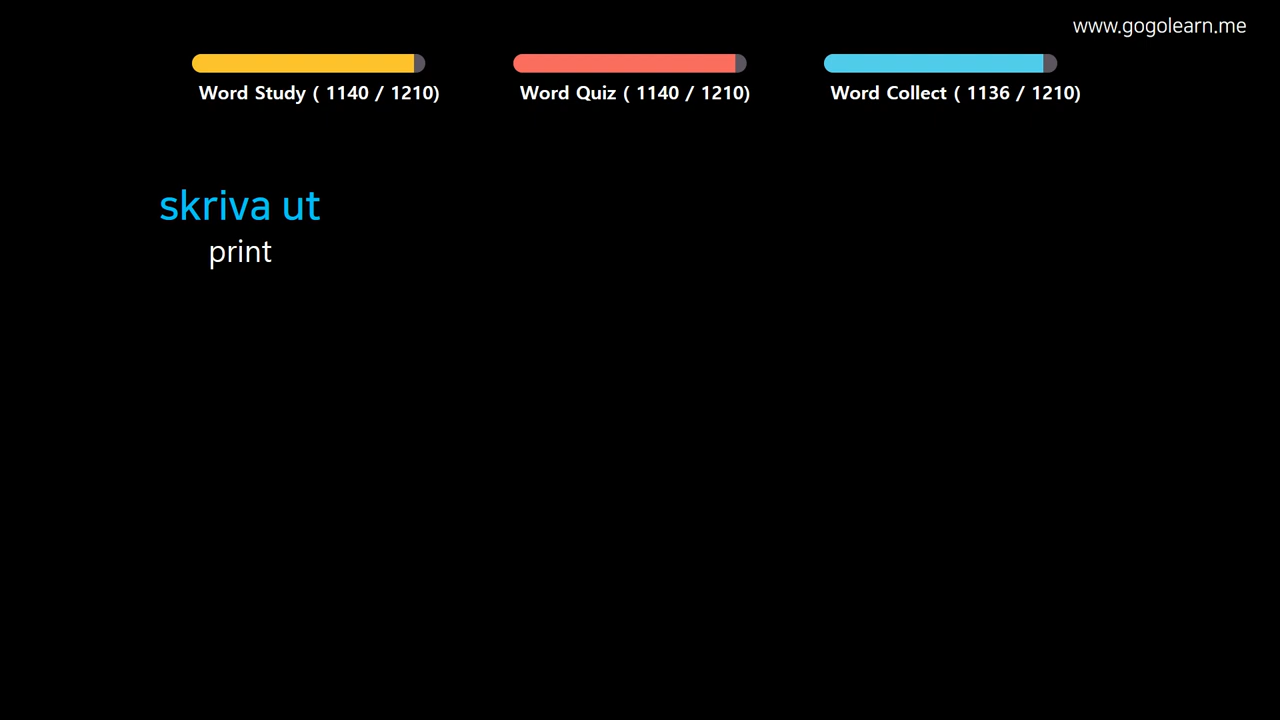 www.gogolearn.me
Word Study ( 1140 / 1210)
Word Quiz ( 1140 / 1210)
Word Collect ( 1136 / 1210)
skriva ut
print